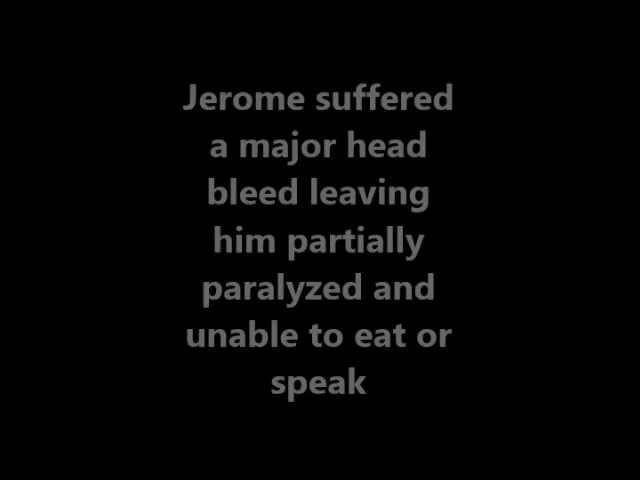 Jerome suffered
a major head
bleed leaving
him partially
paralyzed and
unable to eat or
speak